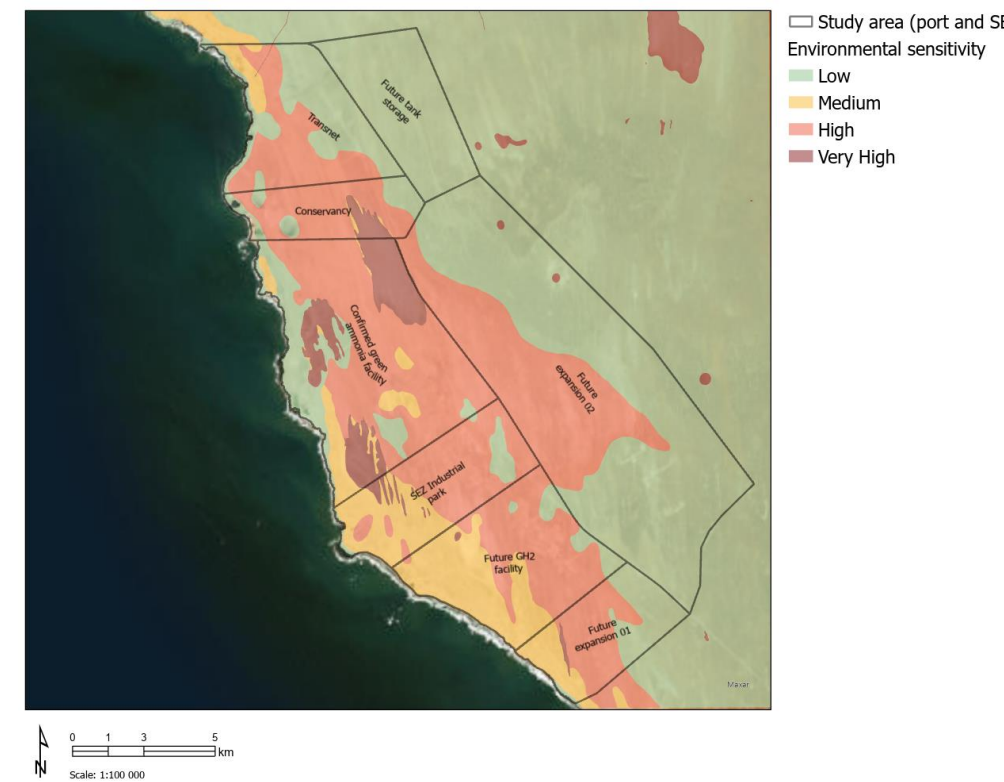 Study area (port and SE
Environmental sensitivity
Low
Medium
High
Very High
Future tank
storage
Transnet
Conservancy
Confirmed green
ammonia facility
Future
expansion 02
SEZ Industrial
park
Future GH2
facility
Future
expansion 01
Maxar
N
0 1 3 5
km
Scale: 1:100 000